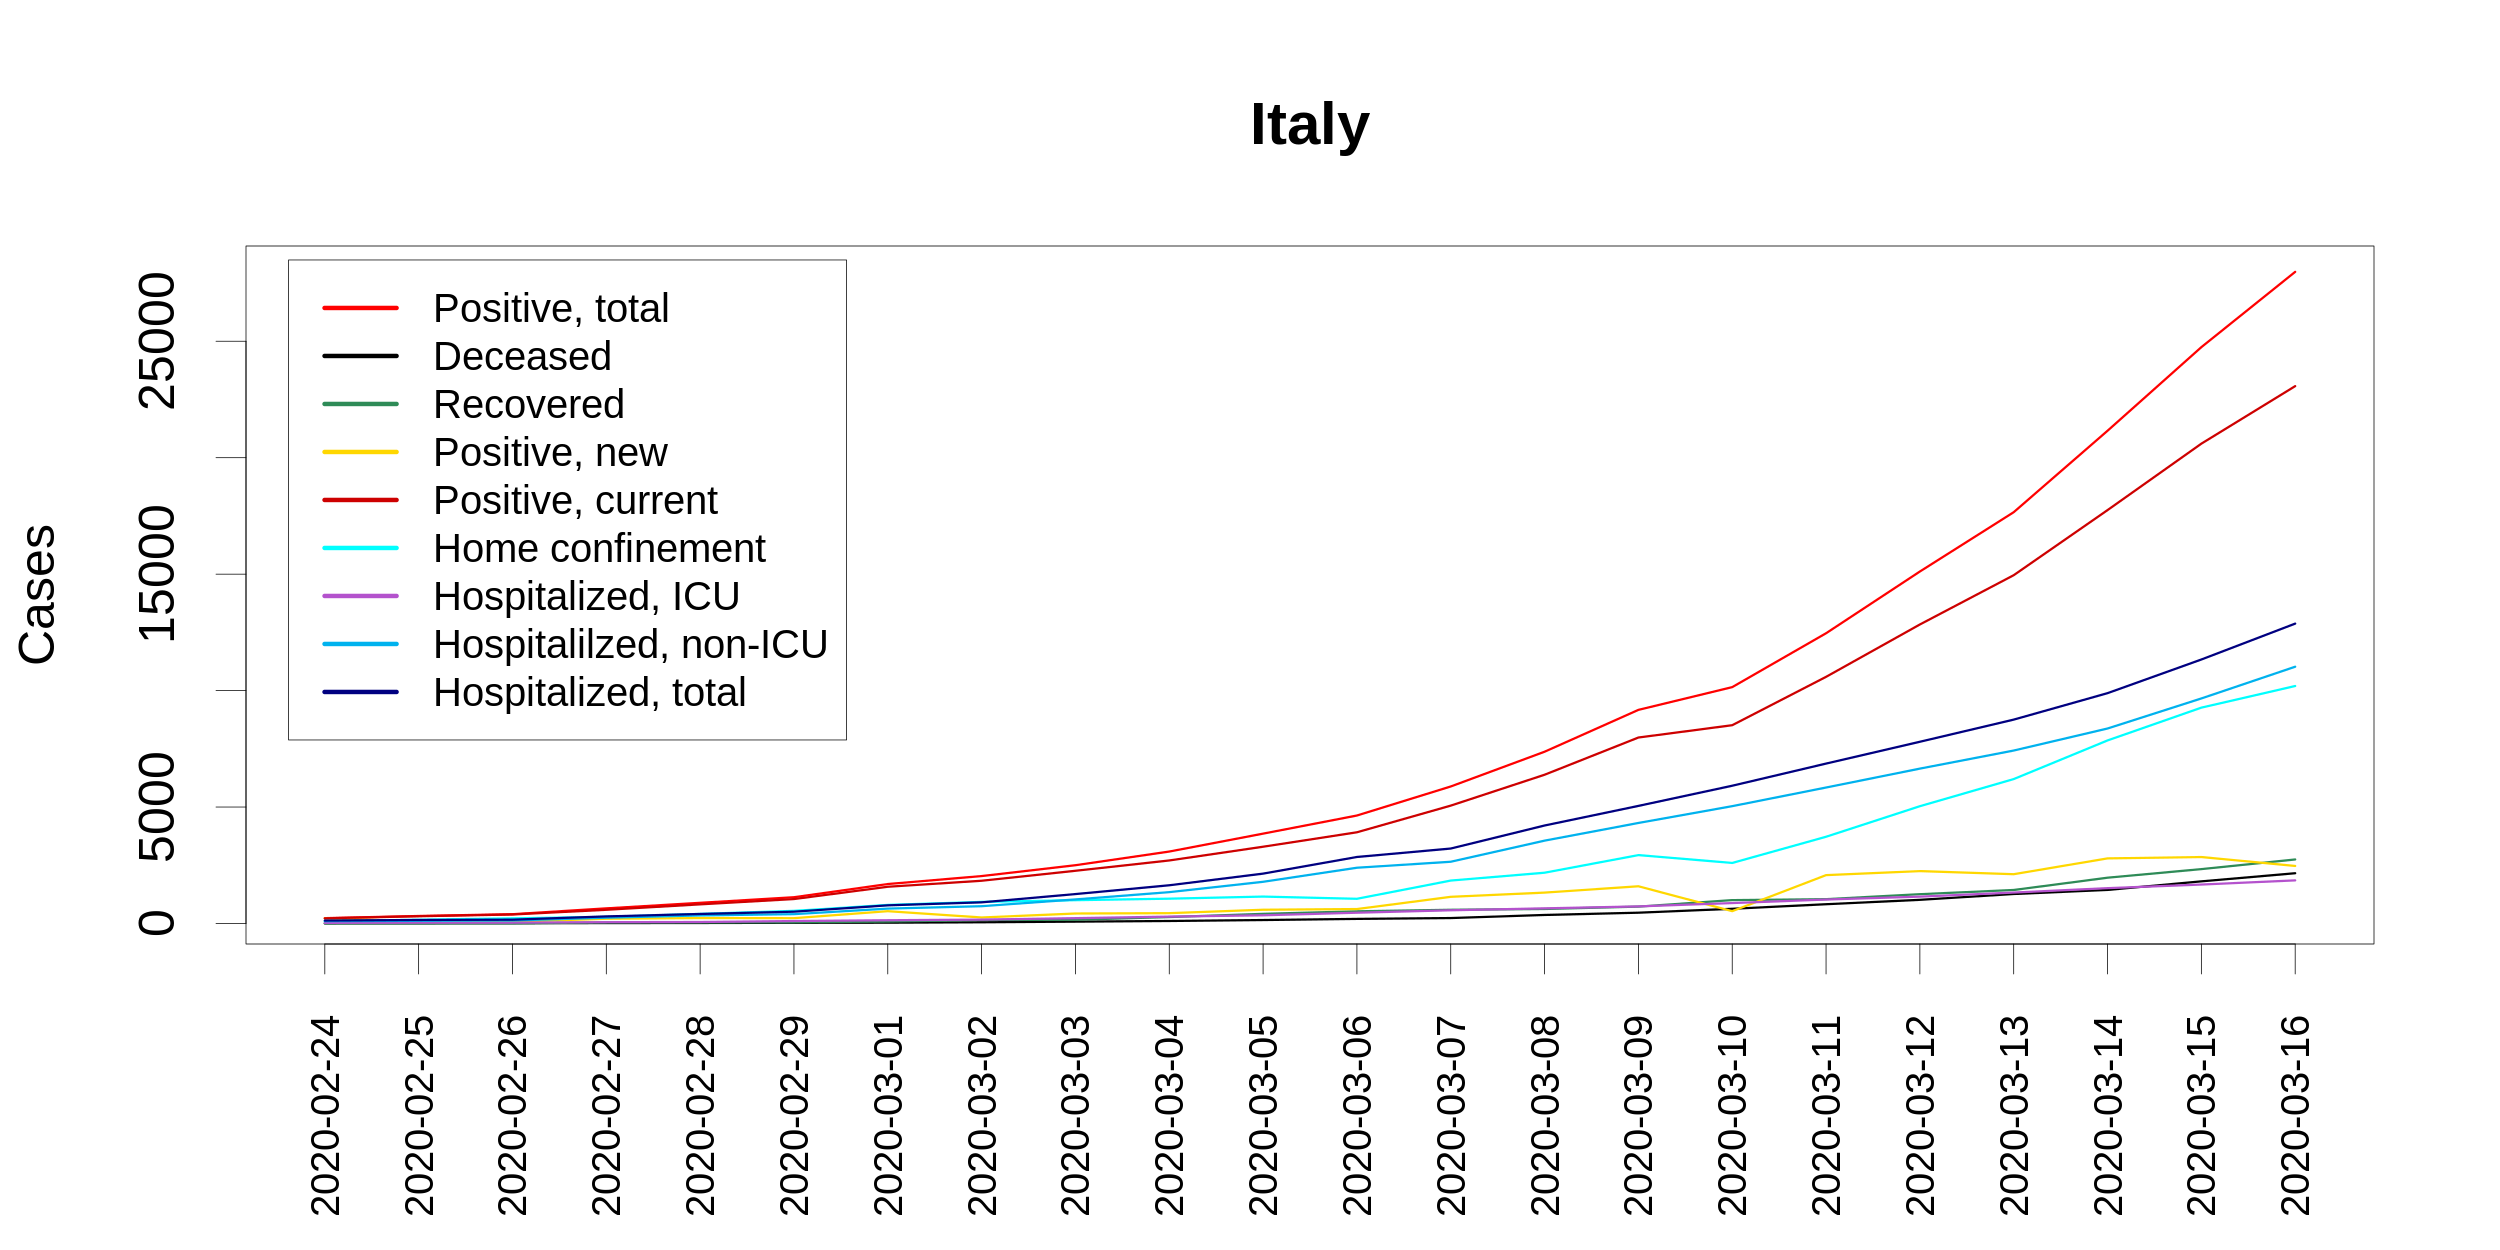 Italy
Cases
25000
15000
5000
0
Positive, total
Deceased
Recovered
Positive, new
Positive, current
Home confinement
Hospitalized, ICU
Hospitalilzed, non-ICU
Hospitalized, total
2020-02-24
2020-02-25
2020-02-26
2020-02-27
2020-02-28
2020-02-29
2020-03-01
2020-03-02
2020-03-03
2020-03-04
2020-03-05
2020-03-06
2020-03-07
2020-03-08
2020-03-09
2020-03-10
2020-03-11
2020-03-12
2020-03-13
2020-03-14
2020-03-15
2020-03-16